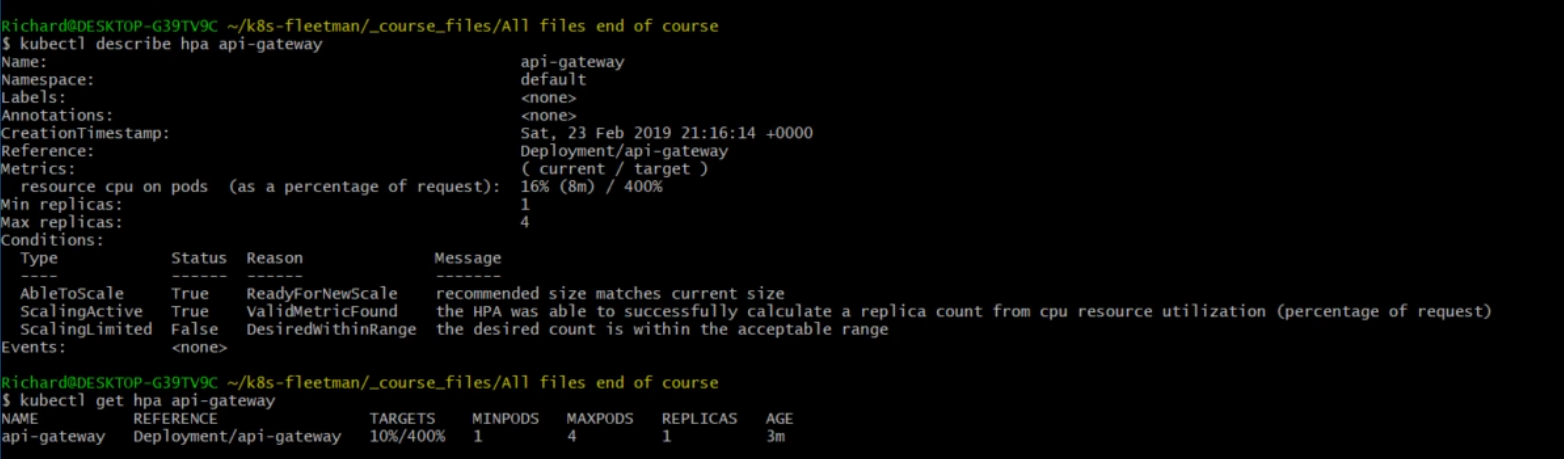 Richard@DESKTOP-G39TV9C ~/k8s-fleetman/_course_files/All files end of course
$ kubectl describe hpa api-gateway
Name:                                                  api-gateway
Namespace:                                             default
Labels:                                                <none>
Annotations:                                           <none>
CreationTimestamp:                                     Sat, 23 Feb 2019 21:16:14 +0000
Reference:                                             Deployment/api-gateway
Metrics:                                               ( current / target )
  resource cpu on pods  (as a percentage of request):  16% (8m) / 400%
Min replicas:                                          1
Max replicas:                                          4
Conditions:
  Type            Status  Reason              Message
  ----            ------  ------              -------
  AbleToScale     True    ReadyForNewScale    recommended size matches current size
  ScalingActive   True    ValidMetricFound    the HPA was able to successfully calculate a replica count from cpu resource utilization (percentage of request)
  ScalingLimited  False   DesiredWithinRange  the desired count is within the acceptable range
Events:           <none>
Richard@DESKTOP-G39TV9C ~/k8s-fleetman/_course_files/All files end of course
$ kubectl get hpa api-gateway
NAME          REFERENCE                TARGETS    MINPODS   MAXPODS   REPLICAS   AGE
api-gateway   Deployment/api-gateway   10%/400%   1         4         1          3m